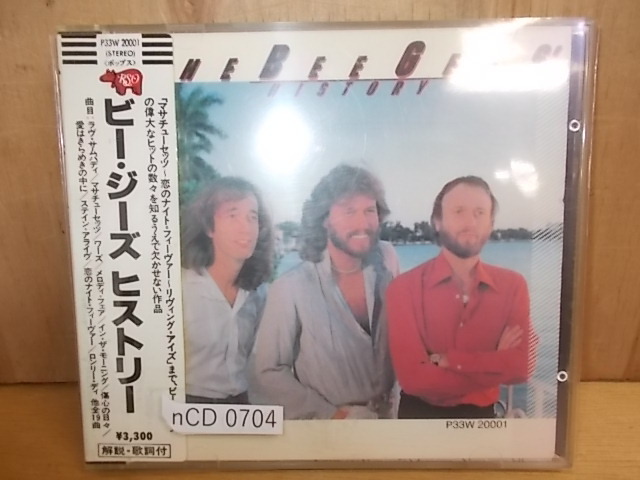 P33W 20001
(STEREO)
(ポップス)
RSO
ビー・ジーズ ヒストリー
「マサチューセッツ～恋のナイト・フィーヴァー～リヴィング・アイズ」まで、ビー
の偉大なヒットの数々を知るうえで欠かせない作品
曲目:ラヴ・サムバディ/マサチューセッツ/ワーズ/メロディ・フェア/イン・ザ・モーニング/傷心の日々/
愛はきらめきの中に/ステイン・アライヴ/恋のナイト・フィーヴァー/ロンリー・デイ 他全19曲
¥3,300
解説・歌詞付
HE BEE GEES'
HISTORY
nCD 0704
P33W 20001